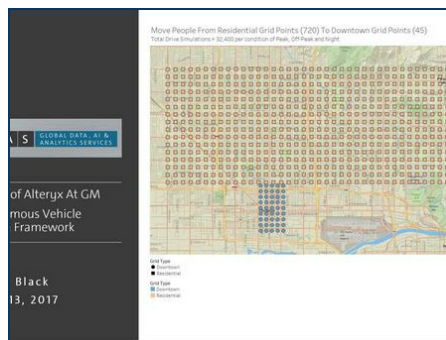 A S
GLOBAL DATA, AI &
ANALYTICS SERVICES
of Alteryx At GM
mous Vehicle
Framework
Black
13, 2017
Move People From Residential Grid Points (720) To Downtown Grid Points (45)
Total Drive Simulations = 32,400 per condition of Peak, Off-Peak and Night
Grid Type
Downtown
Residential
Grid Type
Downtown
Residential